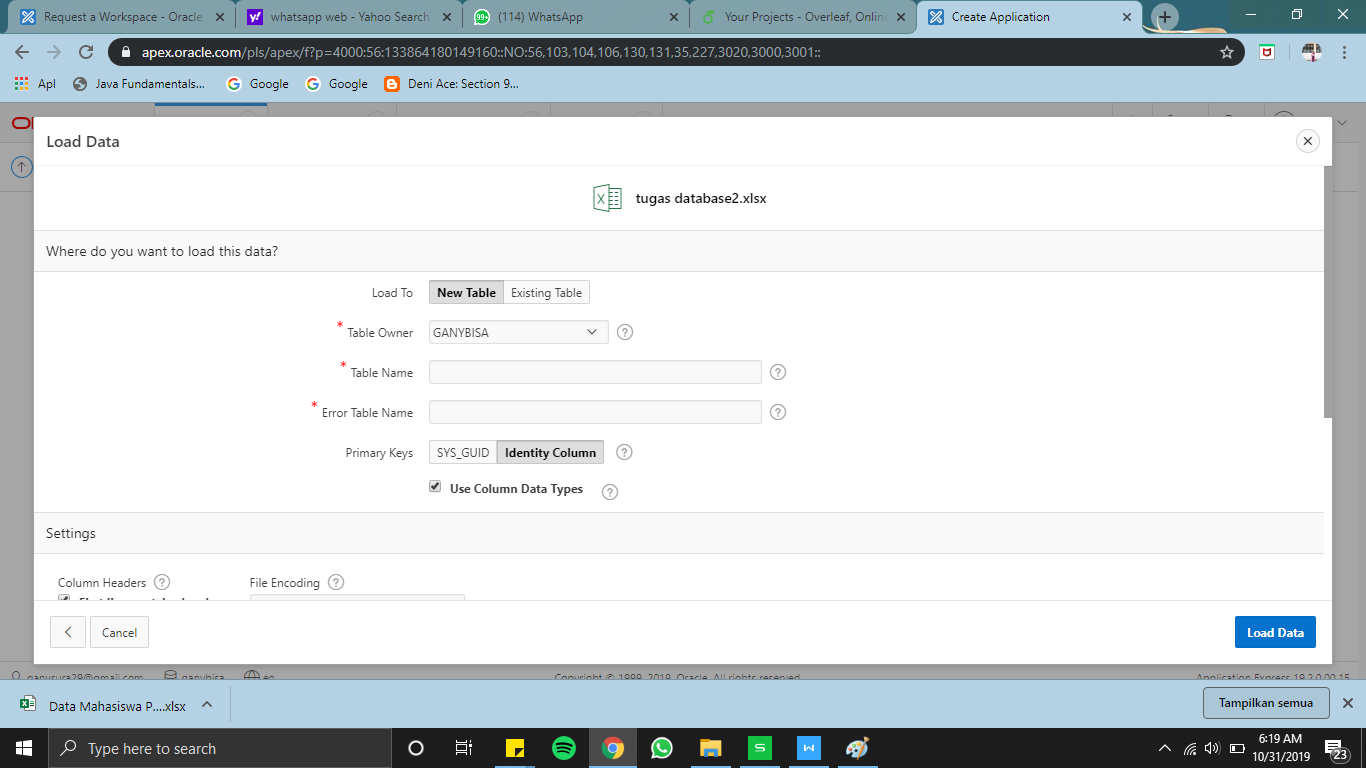 Request a Workspace - Oracle
whatsapp web - Yahoo Search
99+ (114) WhatsApp
Your Projects - Overleaf, Online
Create Application
apex.oracle.com/pls/apex/f?p=4000:56:133864180149160::NO:56,103,104,106,130,131,35,227,3020,3000,3001::
Apl
Java Fundamentals...
Google
Google
Deni Ace: Section 9...
Load Data
tugas database2.xlsx
Where do you want to load this data?
Load To New Table Existing Table
* Table Owner GANYBISA ?
* Table Name ?
* Error Table Name ?
Primary Keys SYS_GUID Identity Column ?
Use Column Data Types ?
Settings
Column Headers ? File Encoding ?
Cancel
Load Data
ganysura29@gmail.com ganybisa en Copyright © 1999, 2019, Oracle. All rights reserved. Application Express 19.2.0.00.15
Data Mahasiswa P....xlsx
Tampilkan semua
Type here to search
S
W
6:19 AM
10/31/2019
23